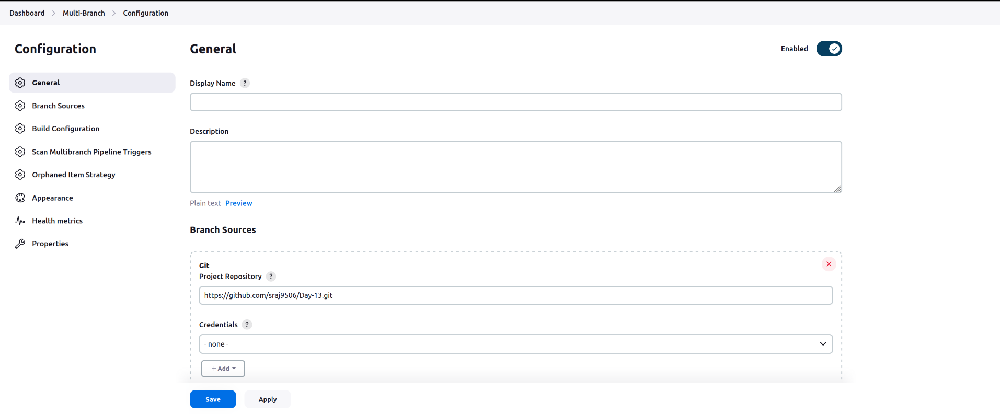 Dashboard > Multi-Branch > Configuration
Configuration
General
Branch Sources
Build Configuration
Scan Multibranch Pipeline Triggers
Orphaned Item Strategy
Appearance
Health metrics
Properties
General
Enabled
Display Name ?
Description
Plain text Preview
Branch Sources
Git
Project Repository ?
https://github.com/sraj9506/Day-13.git
Credentials ?
- none -
+ Add
Save Apply